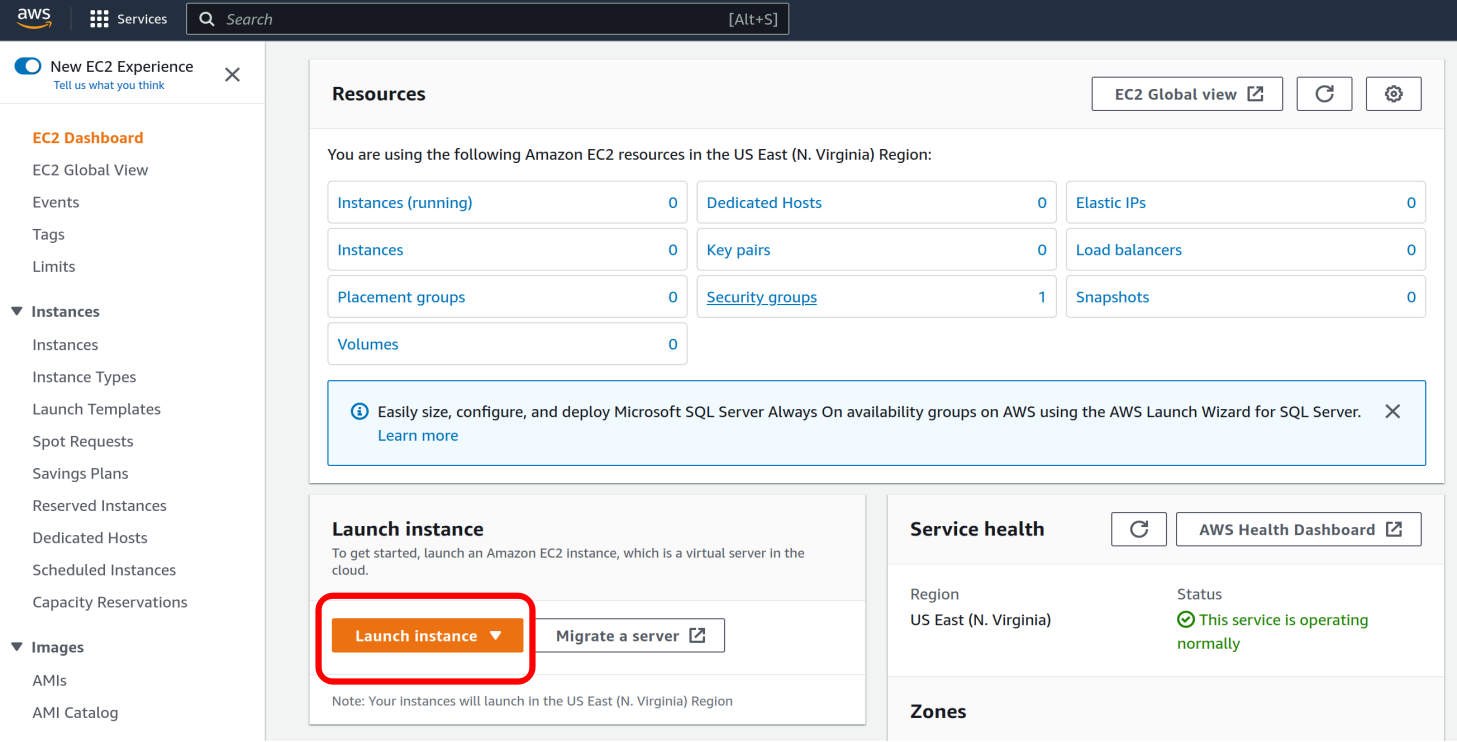 aws
Services
Search
[Alt+S]
New EC2 Experience
Tell us what you think
EC2 Dashboard
EC2 Global View
Events
Tags
Limits
Instances
Instances
Instance Types
Launch Templates
Spot Requests
Savings Plans
Reserved Instances
Dedicated Hosts
Scheduled Instances
Capacity Reservations
Images
AMIs
AMI Catalog
Resources
EC2 Global view
You are using the following Amazon EC2 resources in the US East (N. Virginia) Region:
Instances (running) 0
Dedicated Hosts 0
Elastic IPs 0
Instances 0
Key pairs 0
Load balancers 0
Placement groups 0
Security groups 1
Snapshots 0
Volumes 0
Easily size, configure, and deploy Microsoft SQL Server Always On availability groups on AWS using the AWS Launch Wizard for SQL Server.
Learn more
Launch instance
To get started, launch an Amazon EC2 instance, which is a virtual server in the
cloud.
Launch instance
Migrate a server
Note: Your instances will launch in the US East (N. Virginia) Region
Service health
AWS Health Dashboard
Region
US East (N. Virginia)
Status
This service is operating
normally
Zones